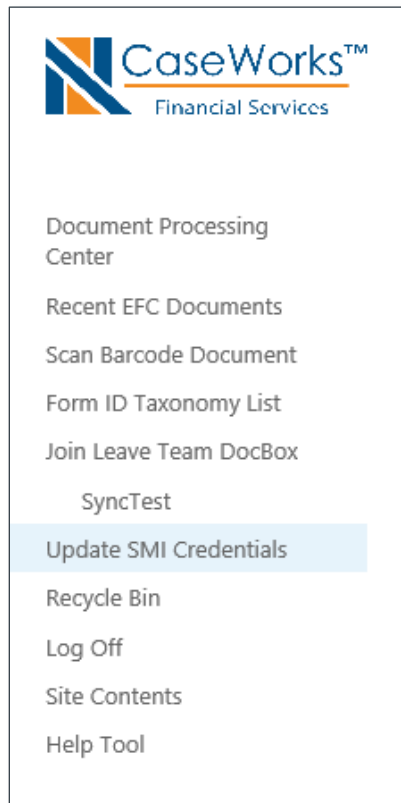 CaseWorks™
Financial Services
Document Processing
Center
Recent EFC Documents
Scan Barcode Document
Form ID Taxonomy List
Join Leave Team DocBox
SyncTest
Update SMI Credentials
Recycle Bin
Log Off
Site Contents
Help Tool